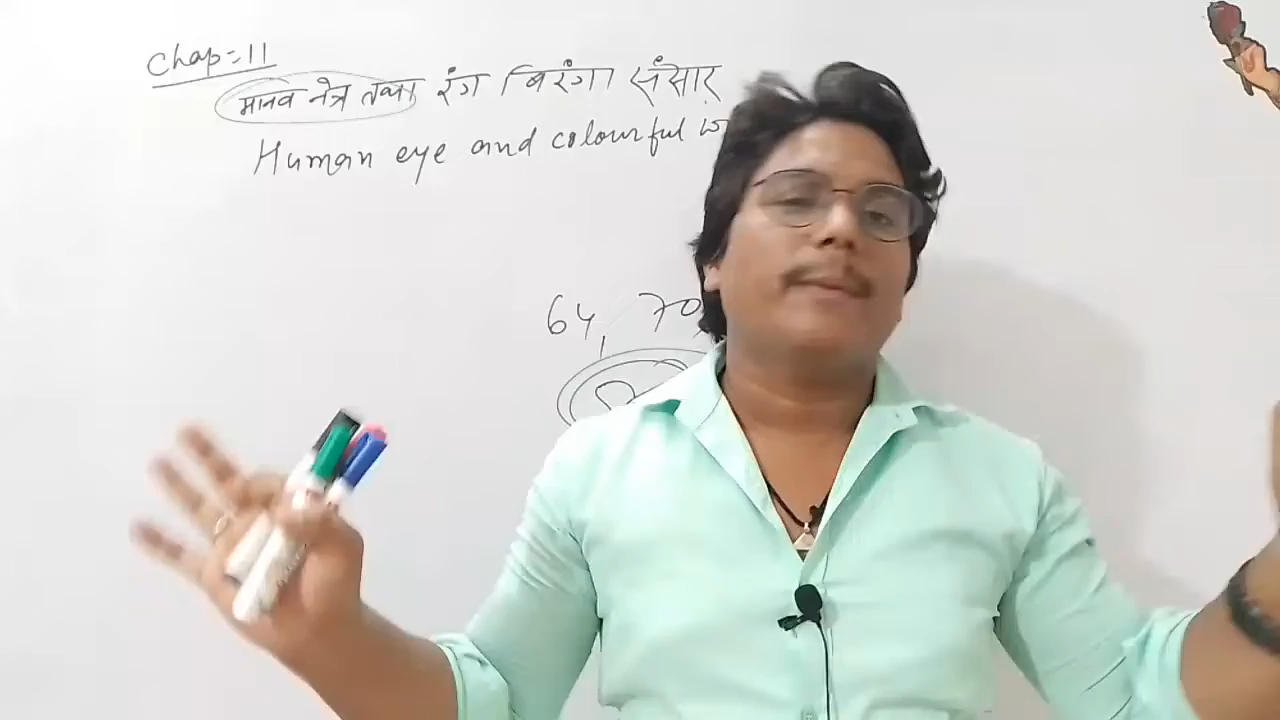 Chap:-11
मानव नेत्र तथा रंग बिरंगा संसार
Human eye and colourful
64, 70